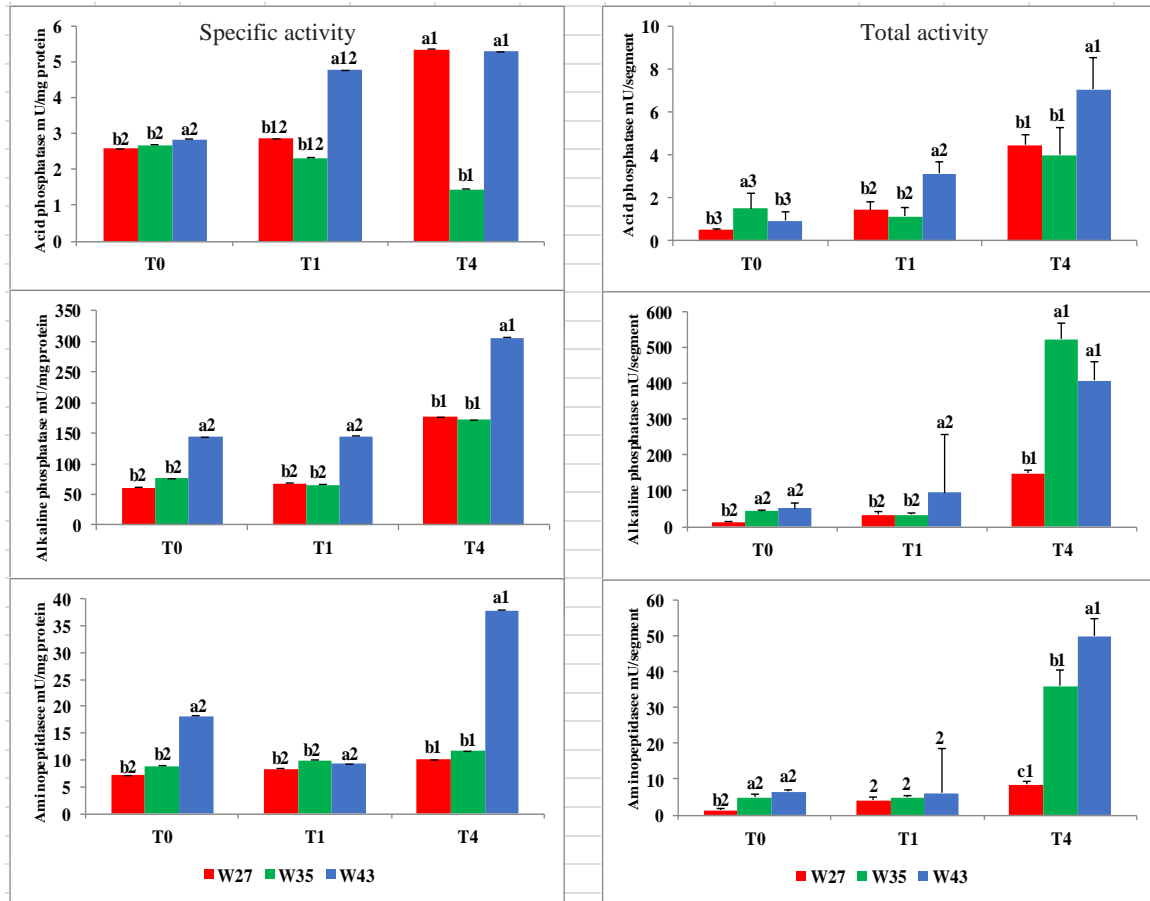 Specific activity
Acid phosphatase mU/mg protein
6
5
4
3
2
1
0
b2 b2 a2
b12 b12 a12
a1 b1 a1
T0 T1 T4
Total activity
Acid phosphatase mU/segment
10
8
6
4
2
0
b3 a3 b3
b2 b2 a2
b1 b1 a1
T0 T1 T4
Alkaline phosphatase mU/mg protein
350
300
250
200
150
100
50
0
b2 b2 a2
b2 b2 a2
b1 b1 a1
T0 T1 T4
Alkaline phosphatase mU/segment
600
500
400
300
200
100
0
b2 a2 a2
b2 b2 a2
b1 a1 a1
T0 T1 T4
Aminopeptidasee mU/mg protein
40
35
30
25
20
15
10
5
0
b2 b2 a2
b2 b2 a2
b1 b1 a1
T0 T1 T4
W27 W35 W43
Aminopeptidasee mU/segment
60
50
40
30
20
10
0
b2 a2 a2
2 2 2
c1 b1 a1
T0 T1 T4
W27 W35 W43